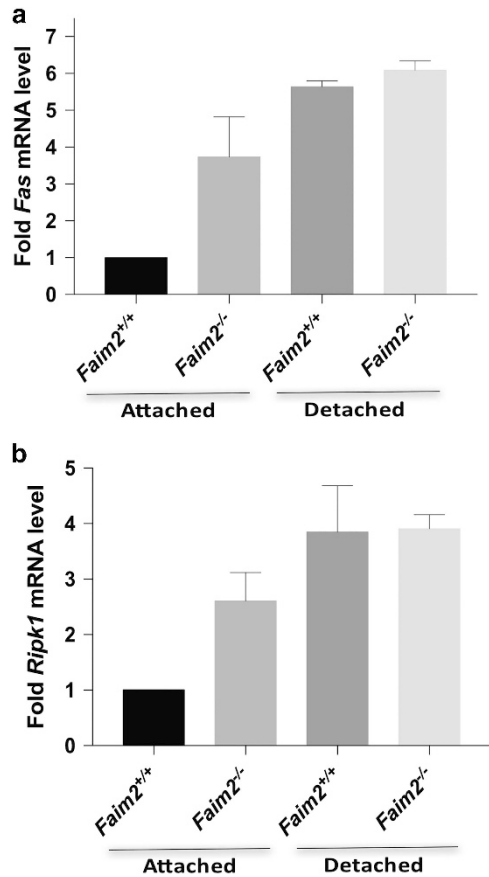 a
Fold Fas mRNA level
7
6
5
4
3
2
1
0
Faim2+/+
Faim2-/-
Faim2+/+
Faim2-/-
Attached
Detached
b
Fold Ripk1 mRNA level
5
4
3
2
1
0
Faim2+/+
Faim2-/-
Faim2+/+
Faim2-/-
Attached
Detached